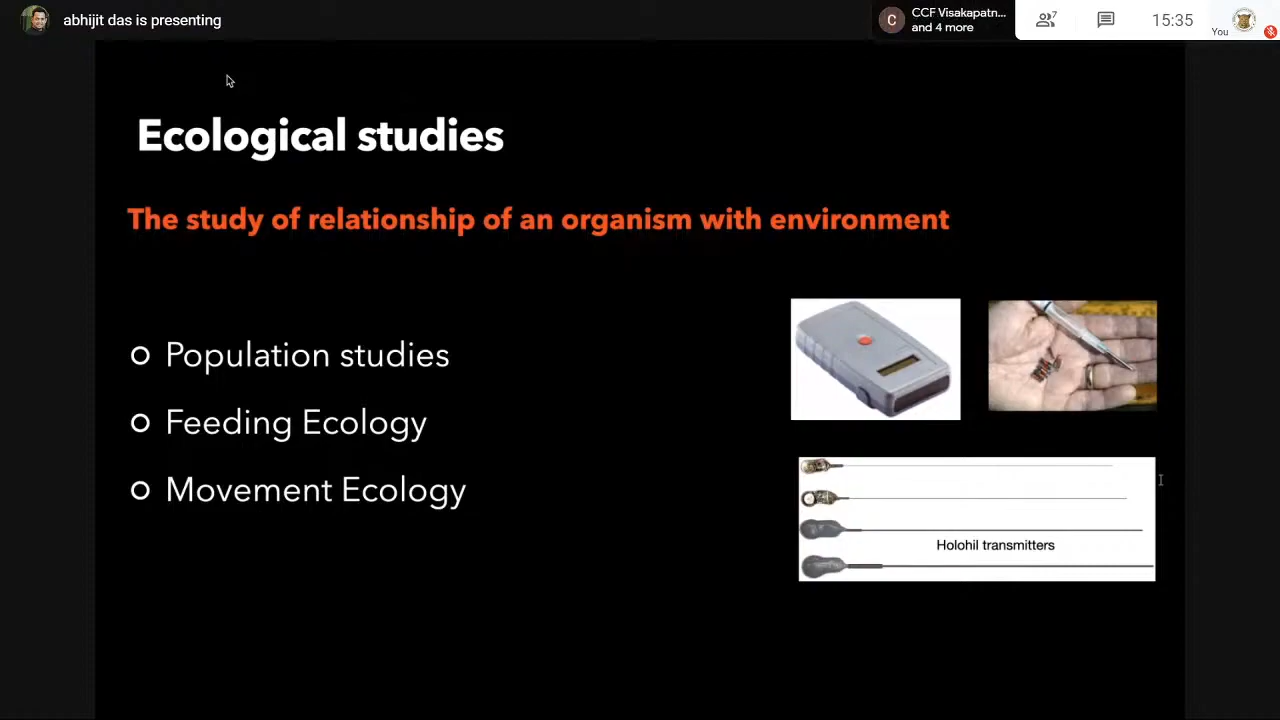 abhijit das is presenting
C
CCF Visakapatn...
and 4 more
7
15:35
You
Ecological studies
The study of relationship of an organism with environment
Population studies
Feeding Ecology
Movement Ecology
Holohil transmitters